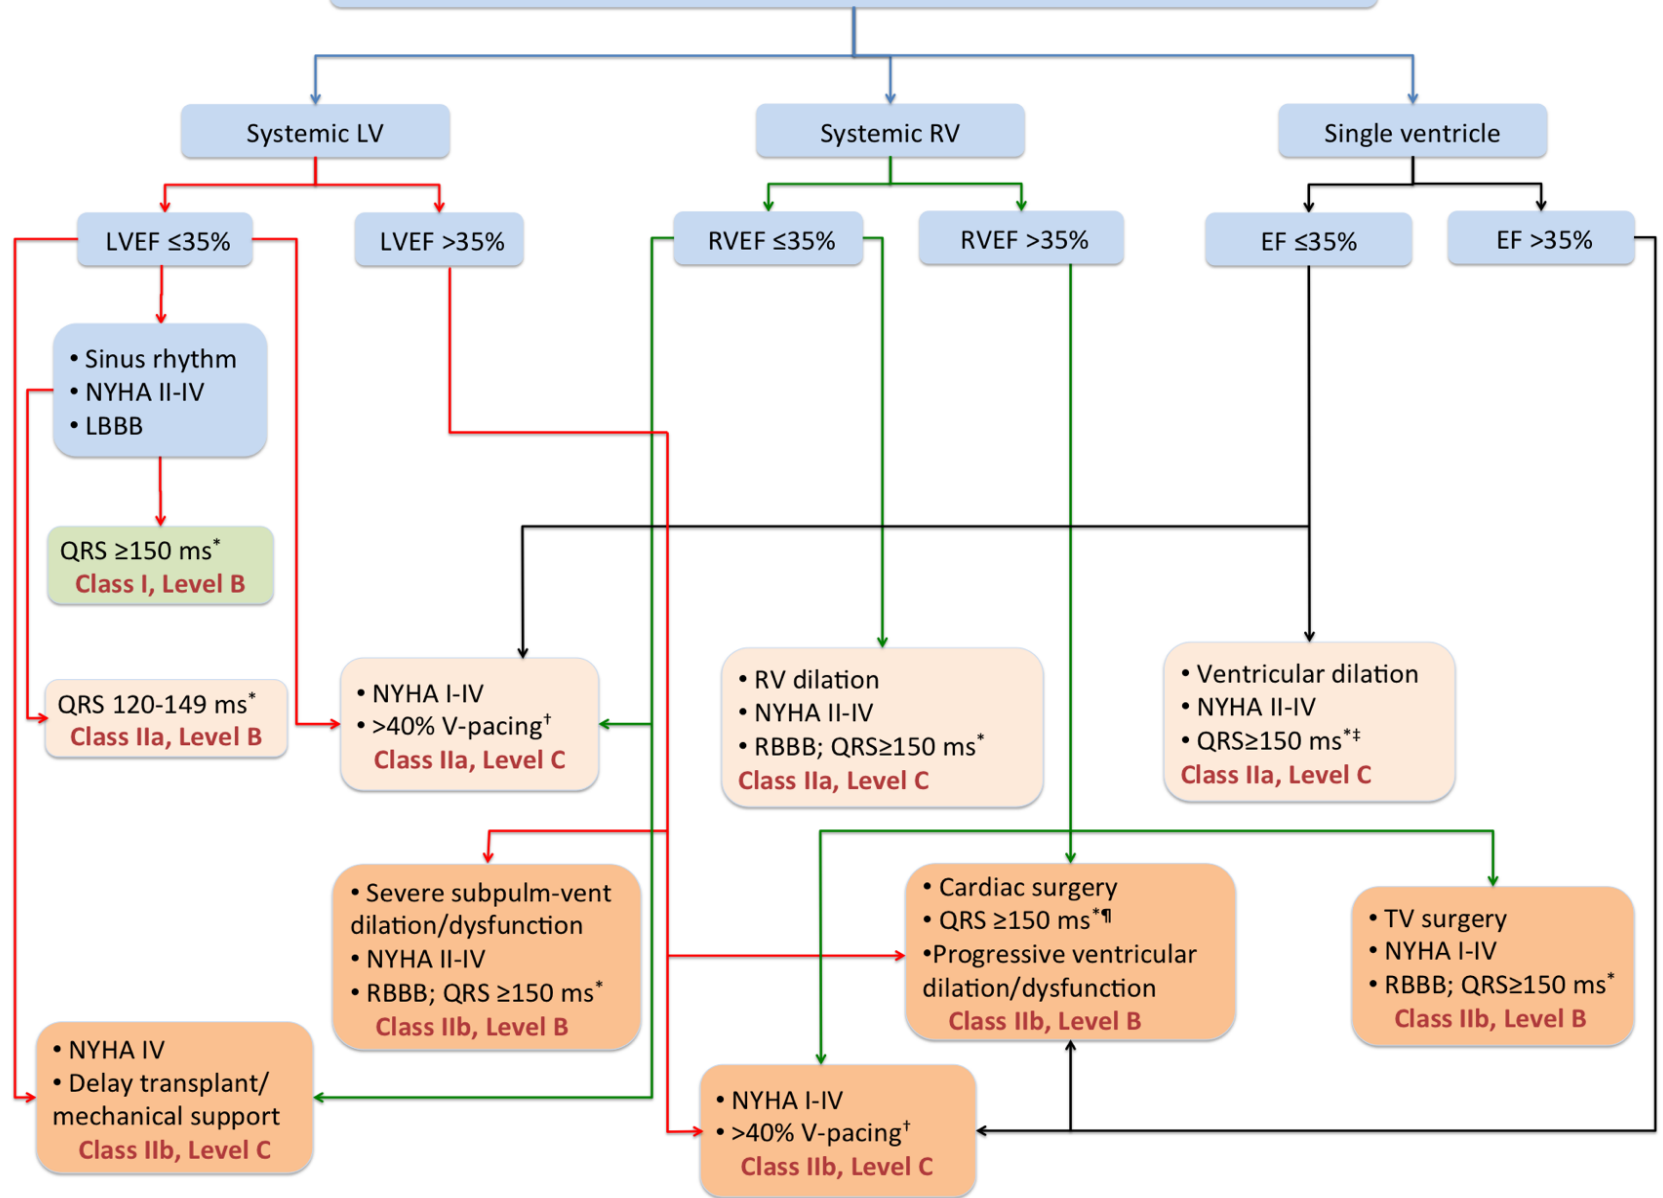 Systemic LV
Systemic RV
Single ventricle
LVEF ≤35%
LVEF >35%
RVEF ≤35%
RVEF >35%
EF ≤35%
EF >35%
• Sinus rhythm
• NYHA II-IV
• LBBB
QRS ≥150 ms*
Class I, Level B
QRS 120-149 ms*
Class IIa, Level B
• NYHA I-IV
• >40% V-pacing†
Class IIa, Level C
• RV dilation
• NYHA II-IV
• RBBB; QRS≥150 ms*
Class IIa, Level C
• Ventricular dilation
• NYHA II-IV
• QRS≥150 ms*‡
Class IIa, Level C
• Severe subpulm-vent
dilation/dysfunction
• NYHA II-IV
• RBBB; QRS ≥150 ms*
Class IIb, Level B
• Cardiac surgery
• QRS ≥150 ms*¶
•Progressive ventricular
dilation/dysfunction
Class IIb, Level B
• TV surgery
• NYHA I-IV
• RBBB; QRS≥150 ms*
Class IIb, Level B
• NYHA IV
• Delay transplant/
mechanical support
Class IIb, Level C
• NYHA I-IV
• >40% V-pacing†
Class IIb, Level C